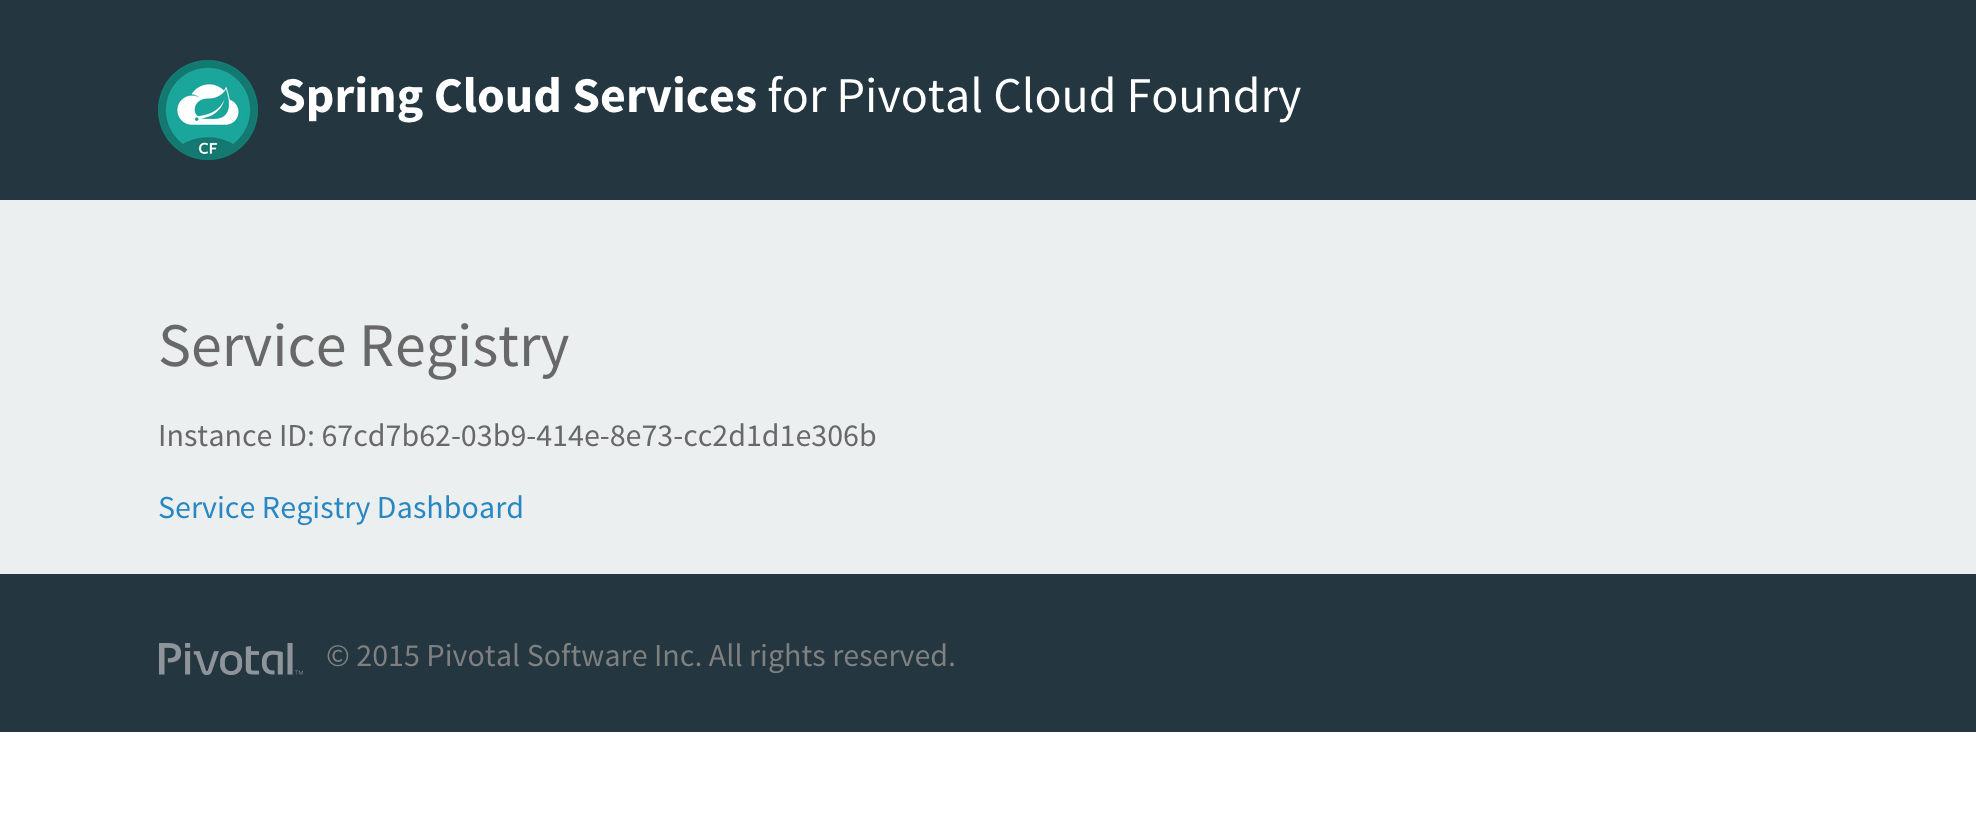 CF
Spring Cloud Services for Pivotal Cloud Foundry
Service Registry
Instance ID: 67cd7b62-03b9-414e-8e73-cc2d1d1e306b
Service Registry Dashboard
Pivotal™ © 2015 Pivotal Software Inc. All rights reserved.